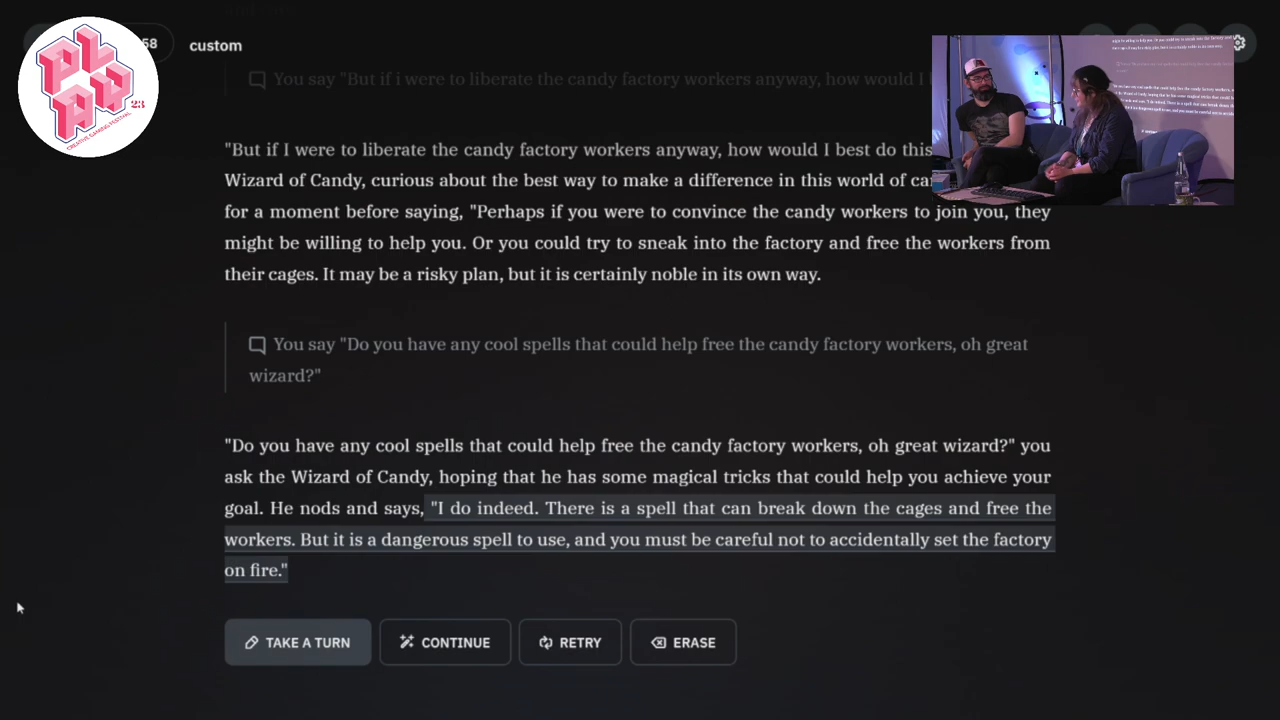 and cry.
PLAY
23
CREATIVE GAMING FESTIVAL
58
custom
You say "But if i were to liberate the candy factory workers anyway, how would I
"But if I were to liberate the candy factory workers anyway, how would I best do this
Wizard of Candy, curious about the best way to make a difference in this world of ca
for a moment before saying, "Perhaps if you were to convince the candy workers to join you, they
might be willing to help you. Or you could try to sneak into the factory and free the workers from
their cages. It may be a risky plan, but it is certainly noble in its own way.
You say "Do you have any cool spells that could help free the candy factory workers, oh great
wizard?"
"Do you have any cool spells that could help free the candy factory workers, oh great wizard?" you
ask the Wizard of Candy, hoping that he has some magical tricks that could help you achieve your
goal. He nods and says, "I do indeed. There is a spell that can break down the cages and free the
workers. But it is a dangerous spell to use, and you must be careful not to accidentally set the factory
on fire."
TAKE A TURN
CONTINUE
RETRY
ERASE